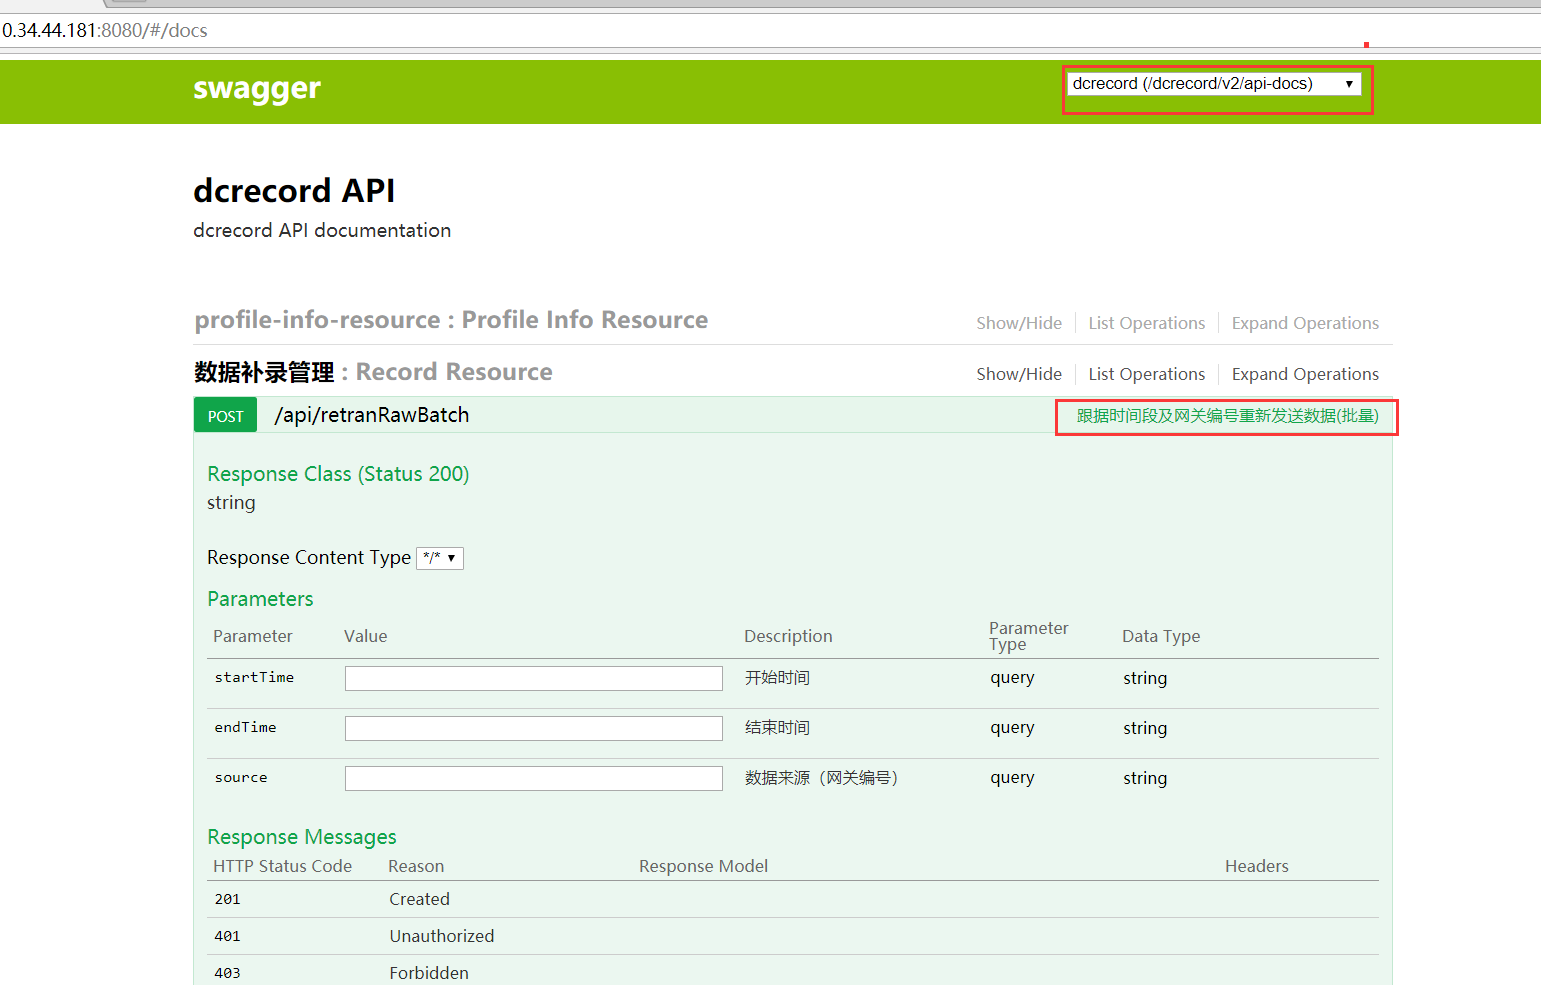 0.34.44.181:8080/#/docs
swagger
dcrecord (/dcrecord/v2/api-docs)
dcrecord API
dcrecord API documentation
profile-info-resource : Profile Info Resource
Show/Hide List Operations Expand Operations
数据补录管理 : Record Resource
Show/Hide List Operations Expand Operations
POST /api/retranRawBatch 跟据时间段及网关编号重新发送数据(批量)
Response Class (Status 200)
string
Response Content Type */*
Parameters
Parameter Value Description Parameter Type Data Type
startTime 开始时间 query string
endTime 结束时间 query string
source 数据来源（网关编号） query string
Response Messages
HTTP Status Code Reason Response Model Headers
201 Created
401 Unauthorized
403 Forbidden